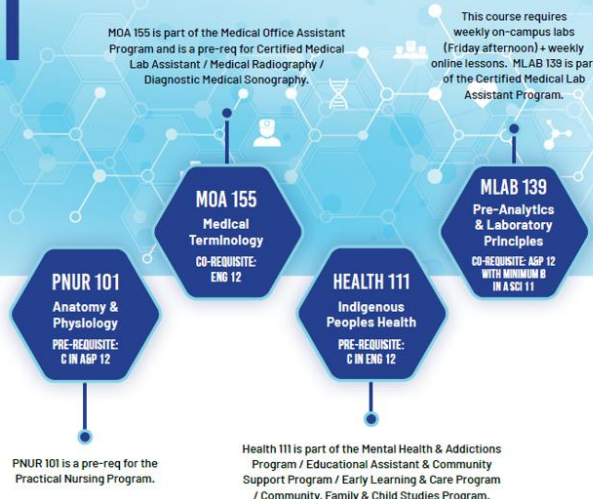 MOA 155 is part of the Medical Office Assistant
Program and is a pre-req for Certified Medical
Lab Assistant / Medical Radiography /
Diagnostic Medical Sonography.
This course requires
weekly on-campus labs
(Friday afternoon) + weekly
online lessons. MLAB 139 is part
of the Certified Medical Lab
Assistant Program.
MOA 155
Medical
Terminology
CO-REQUISITE:
ENG 12
MLAB 139
Pre-Analytics
& Laboratory
Principles
CO-REQUISITE: A&P 12
WITH MINIMUM B
IN A SCI 11
PNUR 101
Anatomy &
Physiology
PRE-REQUISITE:
C IN A&P 12
HEALTH 111
Indigenous
Peoples Health
PRE-REQUISITE:
C IN ENG 12
PNUR 101 is a pre-req for the
Practical Nursing Program.
Health 111 is part of the Mental Health & Addictions
Program / Educational Assistant & Community
Support Program / Early Learning & Care Program
/ Community, Family & Child Studies Program.